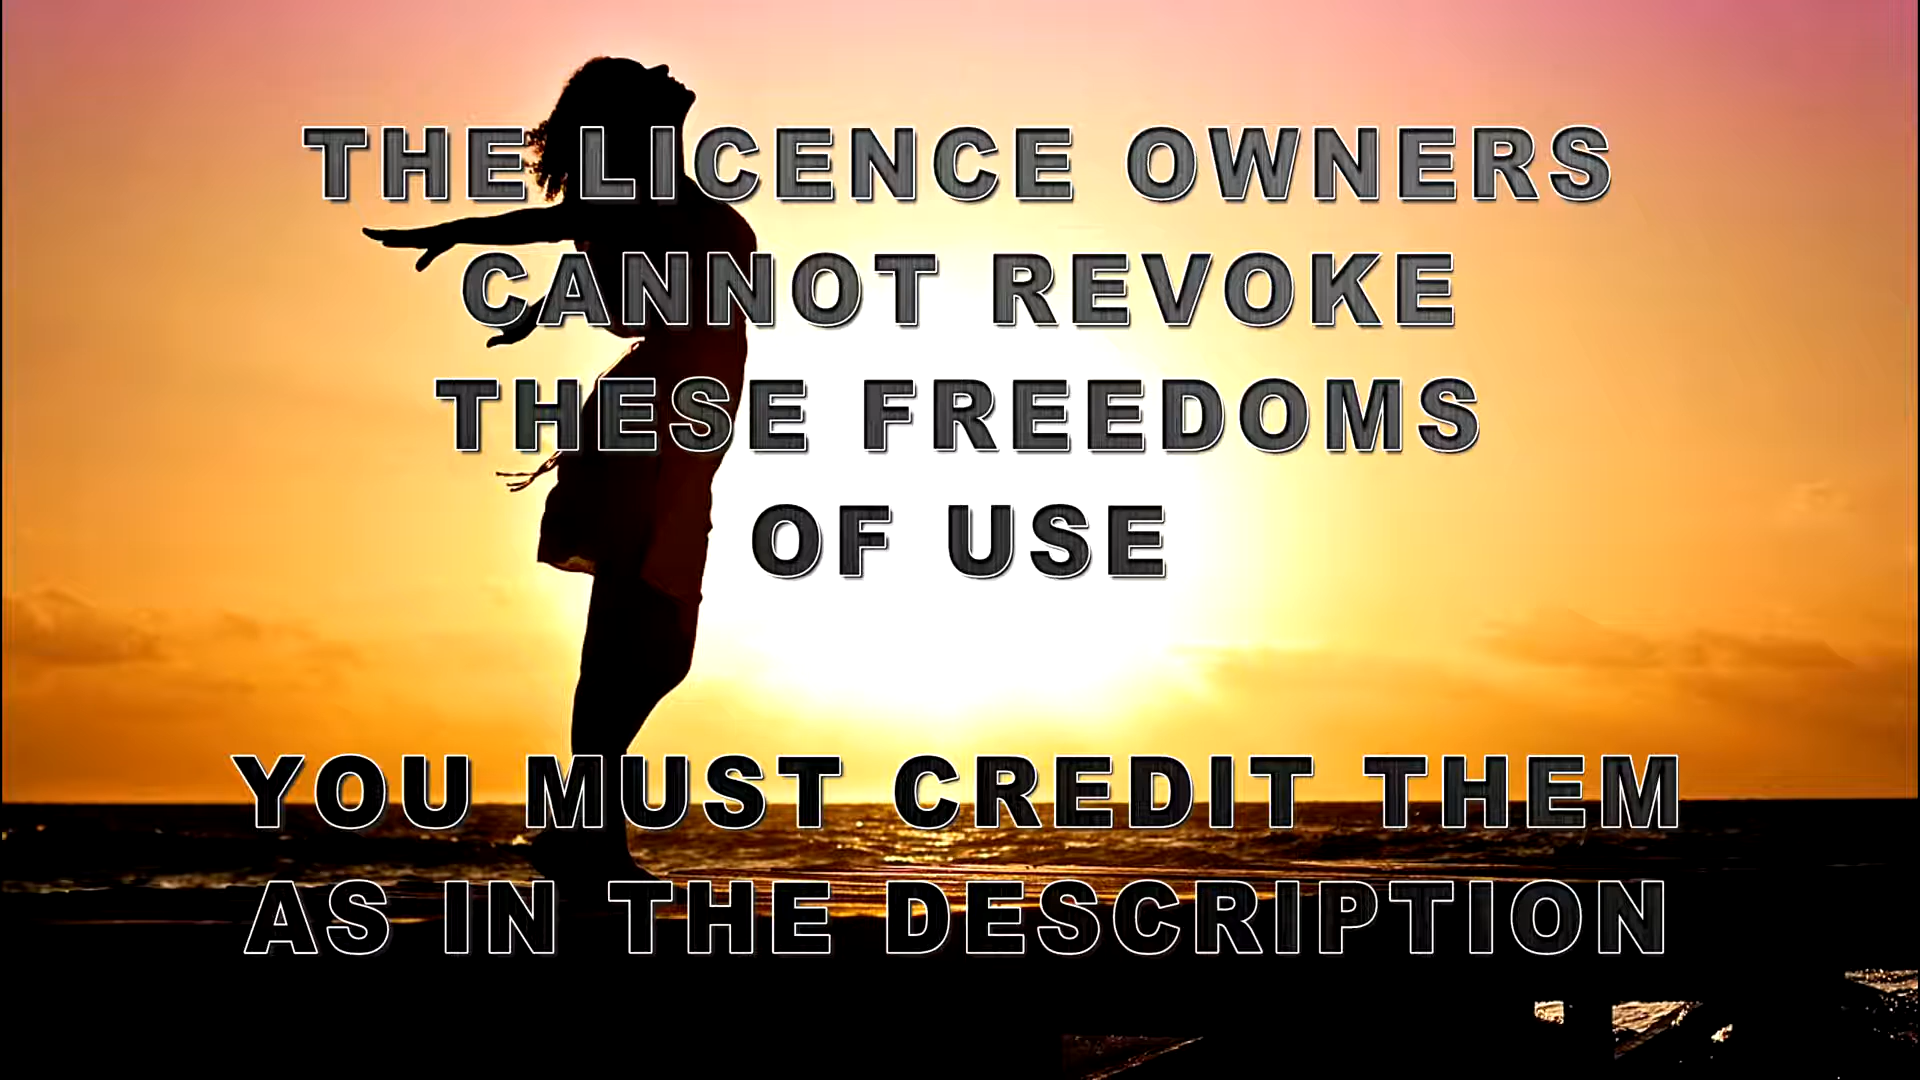 THE LICENCE OWNERS
CANNOT REVOKE
THESE FREEDOMS
OF USE
YOU MUST CREDIT THEM
AS IN THE DESCRIPTION